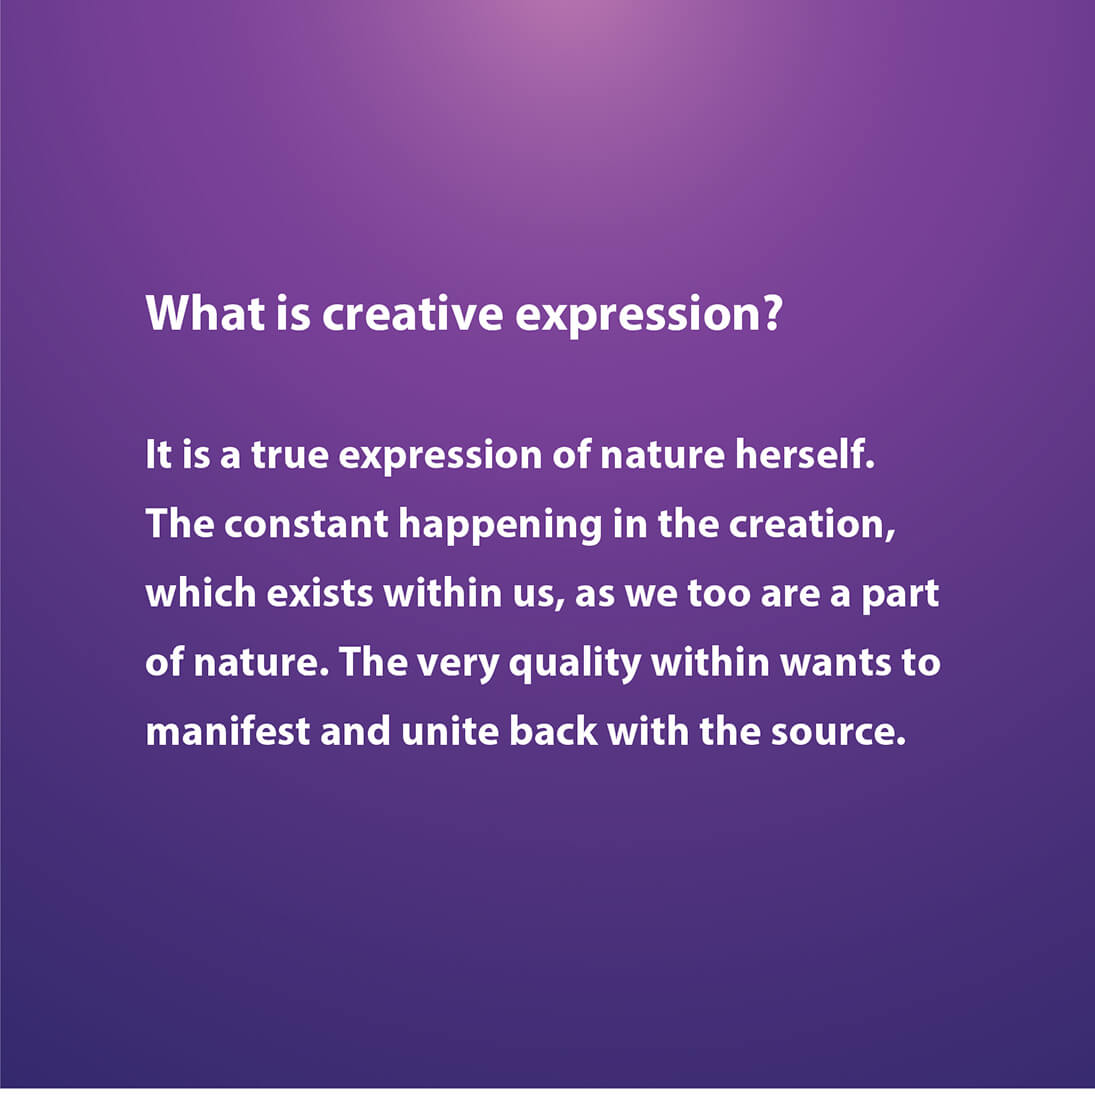 What is creative expression?
It is a true expression of nature herself.
The constant happening in the creation,
which exists within us, as we too are a part
of nature. The very quality within wants to
manifest and unite back with the source.